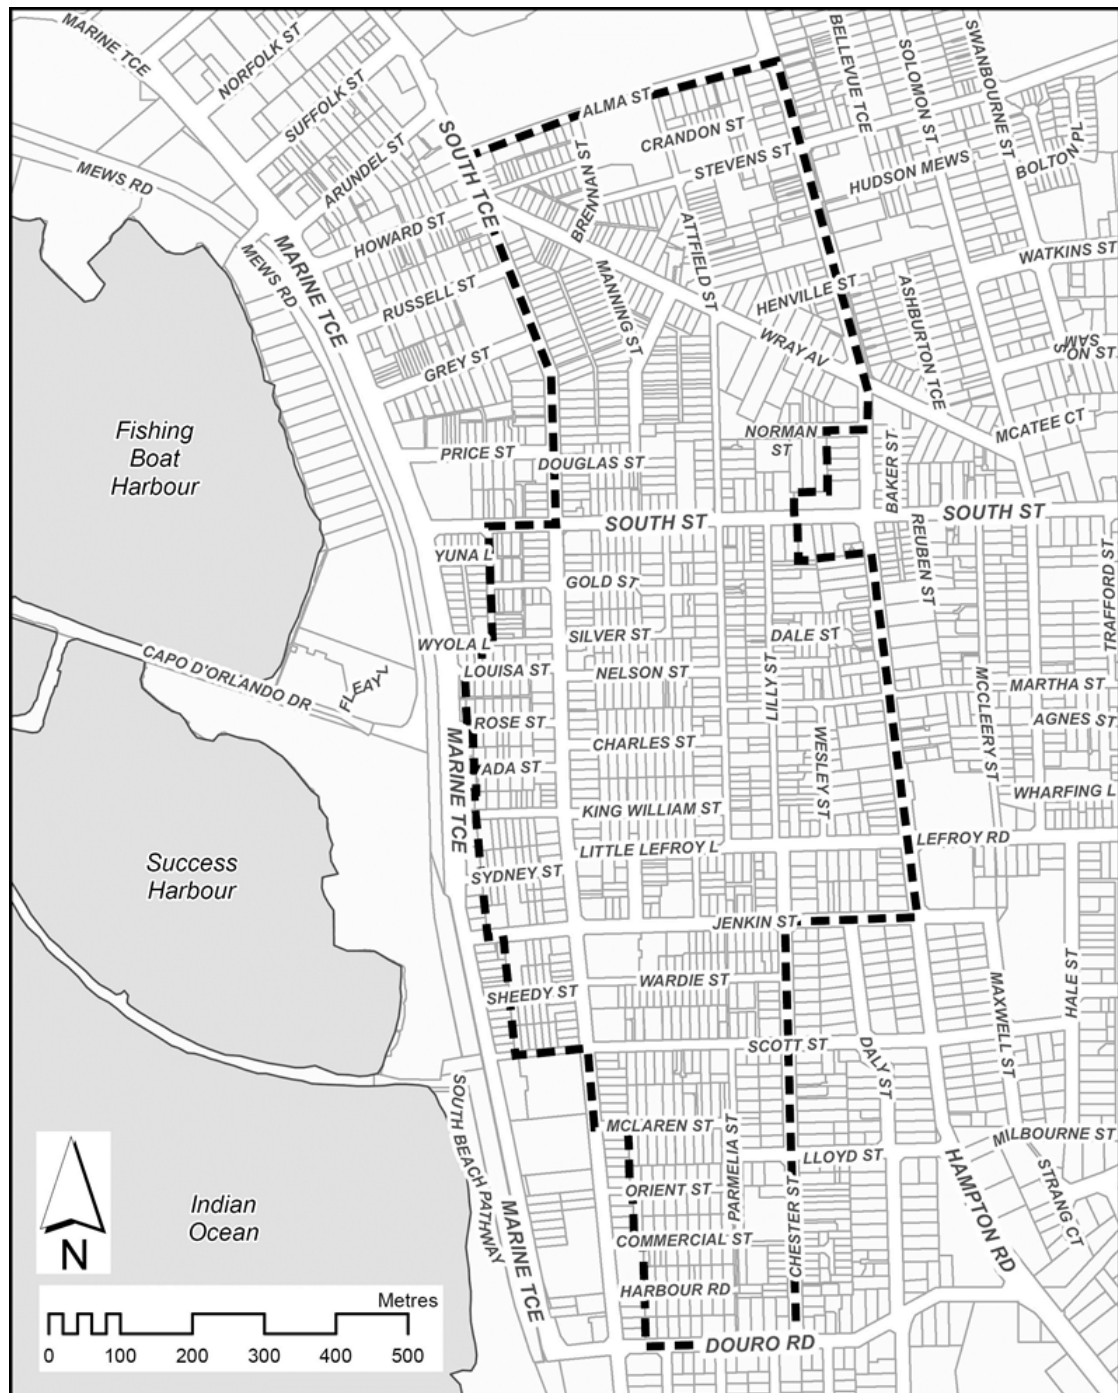 MARINE TCE
NORFOLK ST
SUFFOLK ST
ARUNDEL ST
SOUTH TCE
ALMA ST
CRANDON ST
STEVENS ST
BRENNAN ST
BELLEVUE TCE
SOLOMON ST
SWANBOURNE ST
BOLTON PL
HUDSON MEWS
MEWS RD
MEWS RD
MARINE TCE
HOWARD ST
RUSSELL ST
GREY ST
MANNING ST
ATTFIELD ST
HENVILLE ST
WRAY AV
ASHBURTON TCE
WATKINS ST
SAM
SON ST
MCATEE CT
Fishing
Boat
Harbour
PRICE ST
DOUGLAS ST
NORMAN
ST
BAKER ST
SOUTH ST
SOUTH ST
REUBEN ST
TRAFFORD ST
YUNA L
GOLD ST
WYOLA L
SILVER ST
DALE ST
LOUISA ST
NELSON ST
LILLY ST
MCCLEERY ST
MARTHA ST
CAPO D'ORLANDO DR
FLEAY L
ROSE ST
CHARLES ST
WESLEY ST
AGNES ST
MARINE TCE
ADA ST
KING WILLIAM ST
WHARFING L
LITTLE LEFROY L
LEFROY RD
Success
Harbour
SYDNEY ST
JENKIN ST
WARDIE ST
SHEEDY ST
MAXWELL ST
HALE ST
SCOTT ST
DALY ST
SOUTH BEACH PATHWAY
MCLAREN ST
PARMELIA ST
MILBOURNE ST
LLOYD ST
HAMPTON RD
STRANG CT
ORIENT ST
CHESTER ST
COMMERCIAL ST
Indian
Ocean
MARINE TCE
HARBOUR RD
DOURO RD
N
Metres
0 100 200 300 400 500